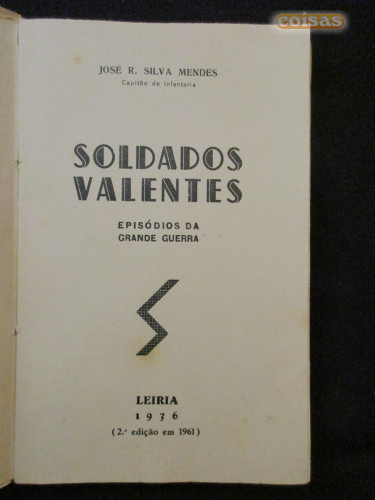 coisas
JOSÉ R. SILVA MENDES
Capitão de Infantaria
SOLDADOS
VALENTES
EPISÓDIOS DA
GRANDE GUERRA
LEIRIA
1936
(2.ª edição em 1961)